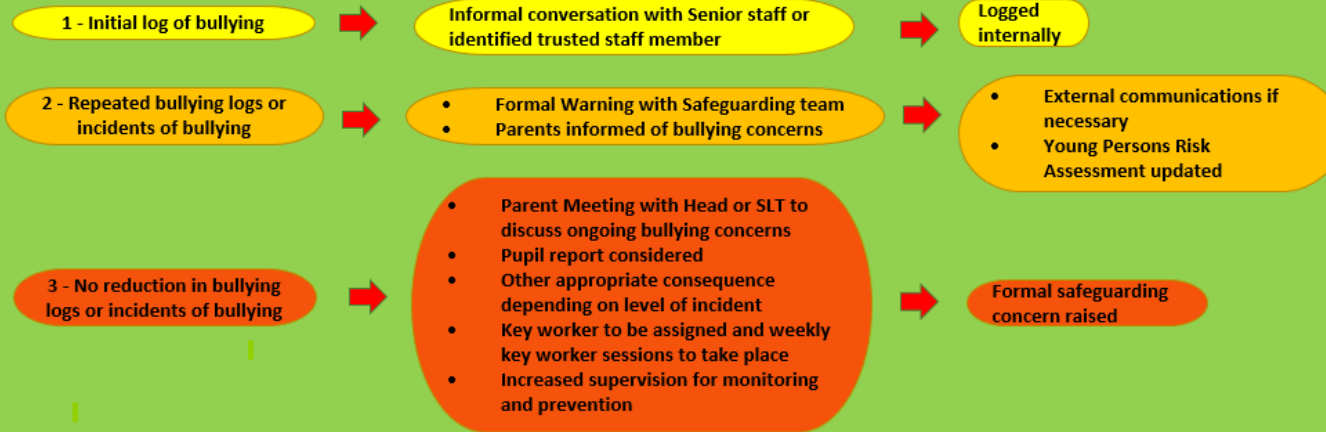 1 - Initial log of bullying
Informal conversation with Senior staff or
identified trusted staff member
Logged
internally
2 - Repeated bullying logs or
incidents of bullying
• Formal Warning with Safeguarding team
• Parents informed of bullying concerns
• External communications if
necessary
• Young Persons Risk
Assessment updated
3 - No reduction in bullying
logs or incidents of bullying
• Parent Meeting with Head or SLT to
discuss ongoing bullying concerns
• Pupil report considered
• Other appropriate consequence
depending on level of incident
• Key worker to be assigned and weekly
key worker sessions to take place
• Increased supervision for monitoring
and prevention
Formal safeguarding
concern raised